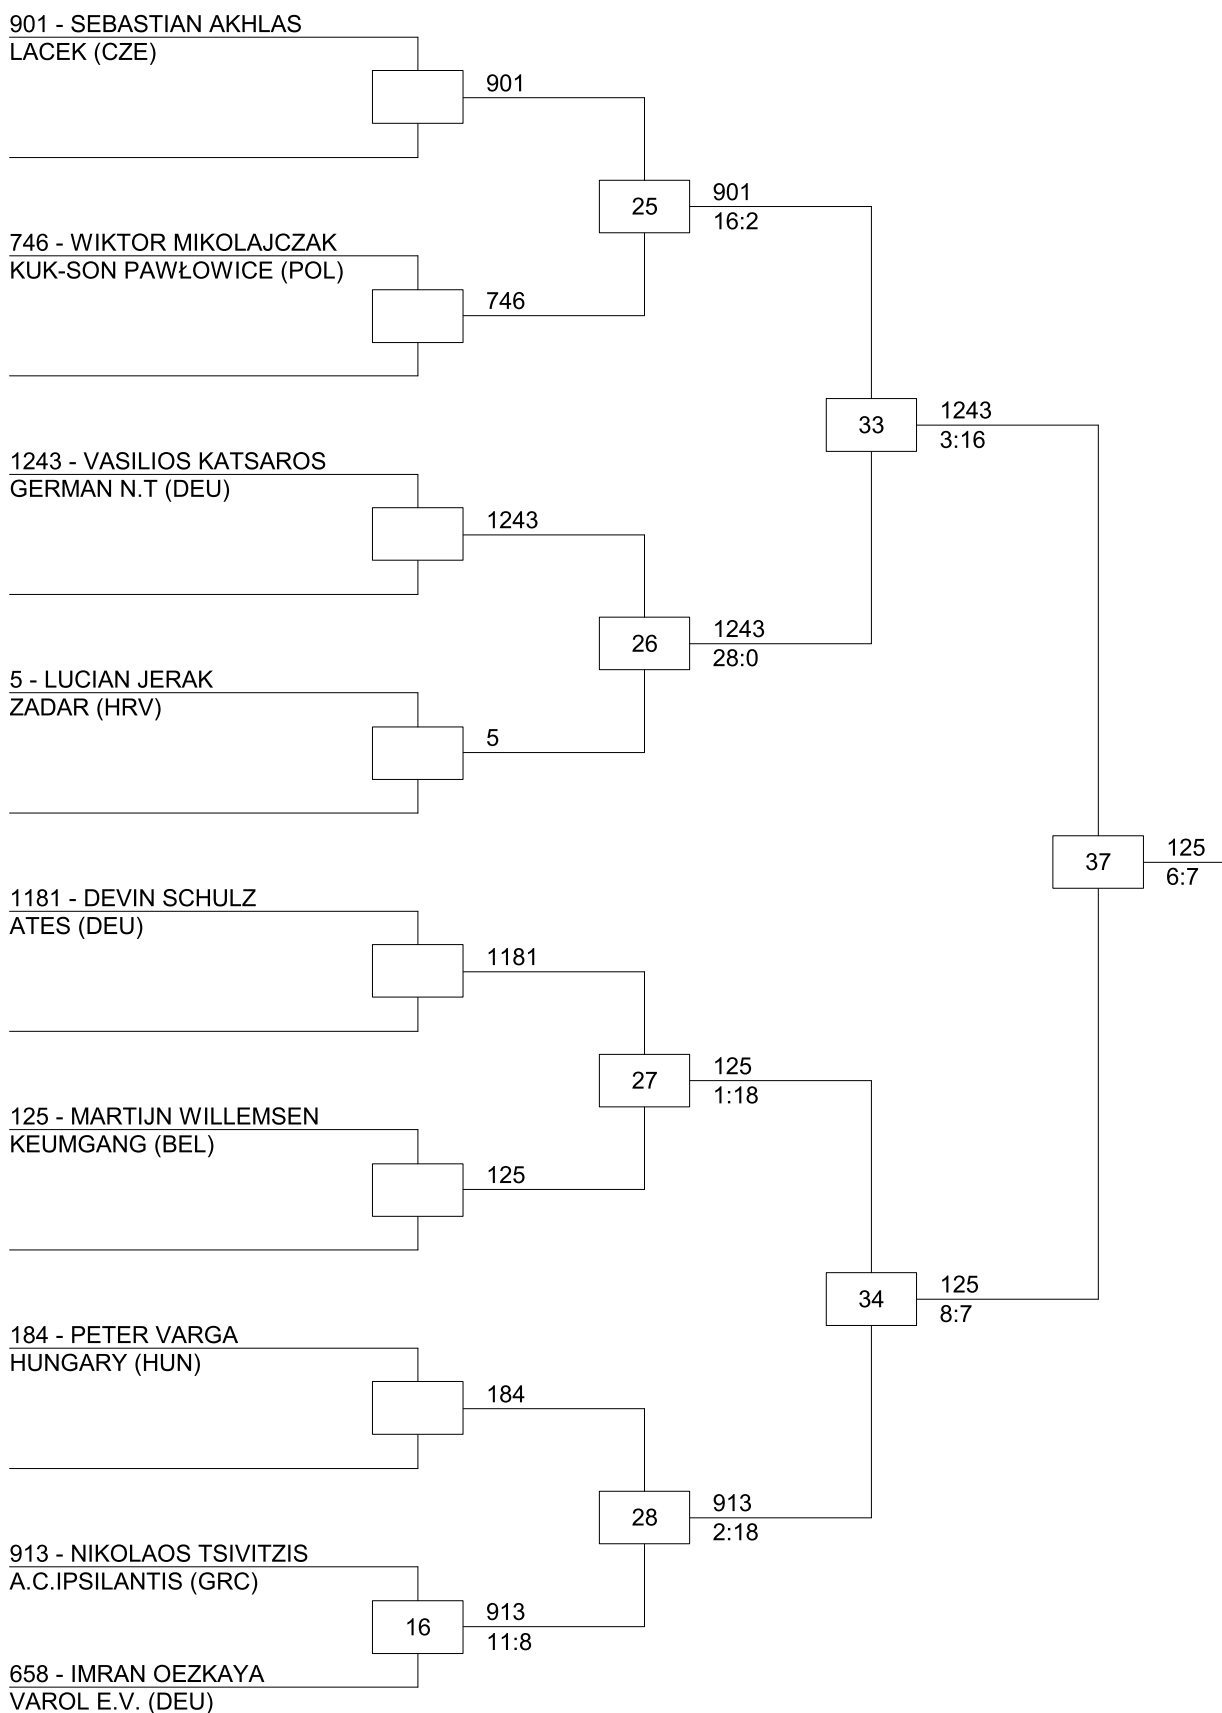 901 - SEBASTIAN AKHLAS
LACEK (CZE)
901
25
901
16:2
746 - WIKTOR MIKOLAJCZAK
KUK-SON PAWŁOWICE (POL)
746
33
1243
3:16
1243 - VASILIOS KATSAROS
GERMAN N.T (DEU)
1243
26
1243
28:0
5 - LUCIAN JERAK
ZADAR (HRV)
5
37
125
6:7
1181 - DEVIN SCHULZ
ATES (DEU)
1181
27
125
1:18
125 - MARTIJN WILLEMSEN
KEUMGANG (BEL)
125
34
125
8:7
184 - PETER VARGA
HUNGARY (HUN)
184
28
913
2:18
913 - NIKOLAOS TSIVITZIS
A.C.IPSILANTIS (GRC)
16
913
11:8
658 - IMRAN OEZKAYA
VAROL E.V. (DEU)